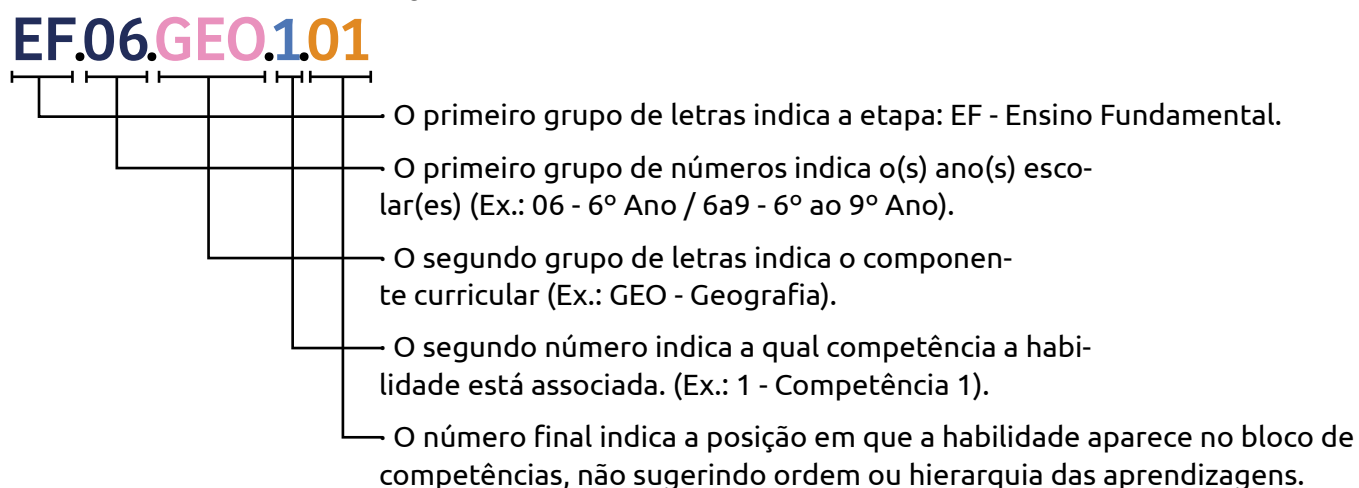 EF.06.GEO.1.01
· O primeiro grupo de letras indica a etapa: EF - Ensino Fundamental.
· O primeiro grupo de números indica o(s) ano(s) esco-
lar(es) (Ex.: 06 - 6º Ano / 6a9 - 6º ao 9º Ano).
· O segundo grupo de letras indica o componen-
te curricular (Ex.: GEO - Geografia).
· O segundo número indica a qual competência a habi-
lidade está associada. (Ex.: 1 - Competência 1).
· O número final indica a posição em que a habilidade aparece no bloco de
competências, não sugerindo ordem ou hierarquia das aprendizagens.